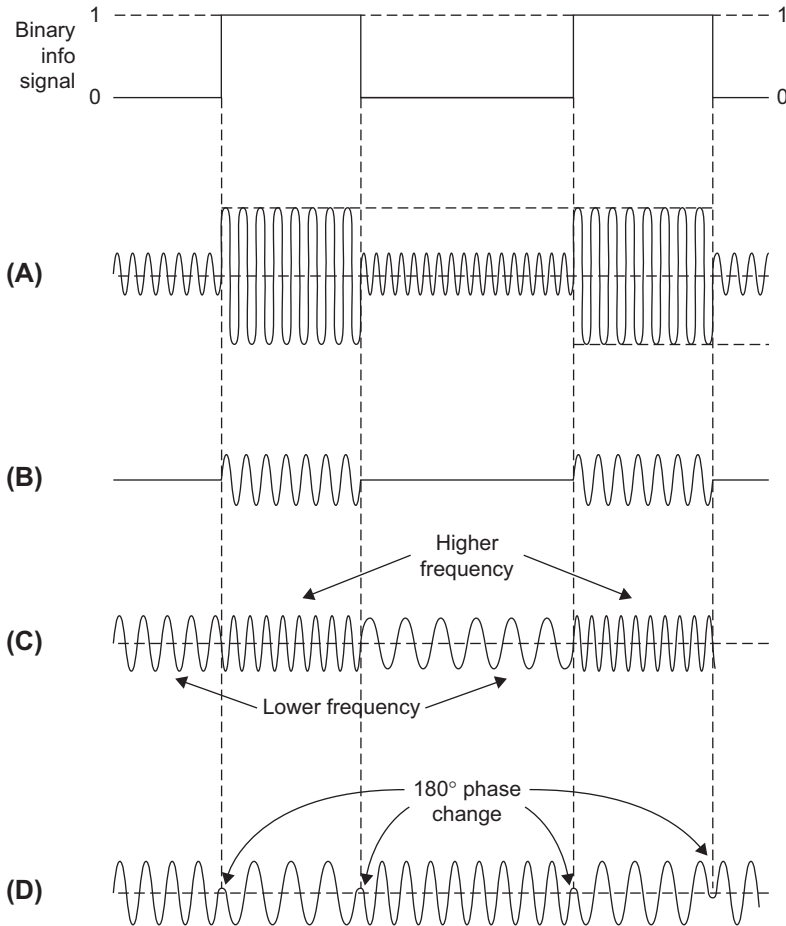 1
1
Binary
info
signal
0
0
(A)
(B)
Higher
frequency
(C)
Lower frequency
180° phase
change
(D)